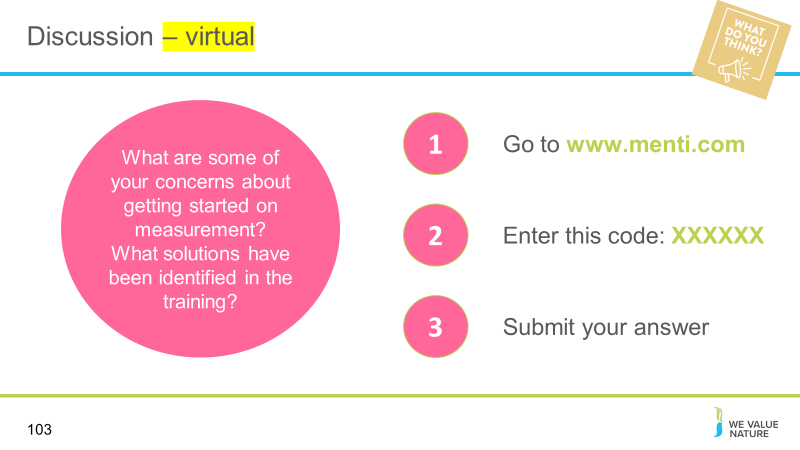 Discussion – virtual
WHAT
DO YOU
THINK?
What are some of
your concerns about
getting started on
measurement?
What solutions have
been identified in the
training?
1
Go to www.menti.com
2
Enter this code: XXXXXX
3
Submit your answer
103
WE VALUE
NATURE